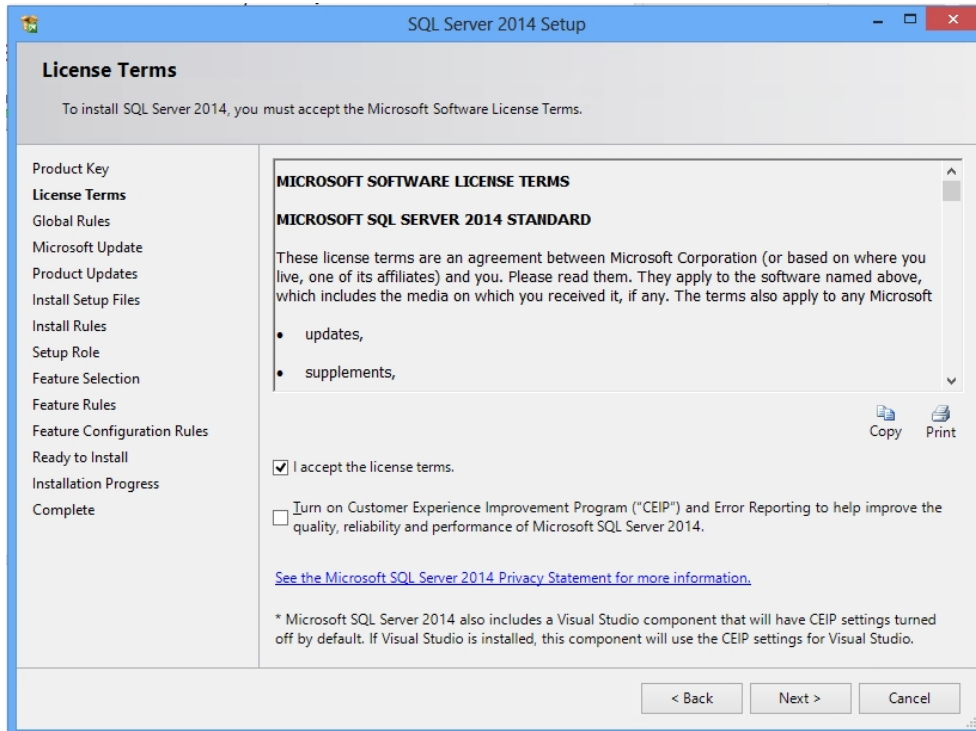 SQL Server 2014 Setup
License Terms
To install SQL Server 2014, you must accept the Microsoft Software License Terms.
Product Key
License Terms
Global Rules
Microsoft Update
Product Updates
Install Setup Files
Install Rules
Setup Role
Feature Selection
Feature Rules
Feature Configuration Rules
Ready to Install
Installation Progress
Complete
MICROSOFT SOFTWARE LICENSE TERMS
MICROSOFT SQL SERVER 2014 STANDARD
These license terms are an agreement between Microsoft Corporation (or based on where you
live, one of its affiliates) and you. Please read them. They apply to the software named above,
which includes the media on which you received it, if any. The terms also apply to any Microsoft
• updates,
• supplements,
Copy Print
I accept the license terms.
Turn on Customer Experience Improvement Program ("CEIP") and Error Reporting to help improve the
quality, reliability and performance of Microsoft SQL Server 2014.
See the Microsoft SQL Server 2014 Privacy Statement for more information.
* Microsoft SQL Server 2014 also includes a Visual Studio component that will have CEIP settings turned
off by default. If Visual Studio is installed, this component will use the CEIP settings for Visual Studio.
< Back Next > Cancel